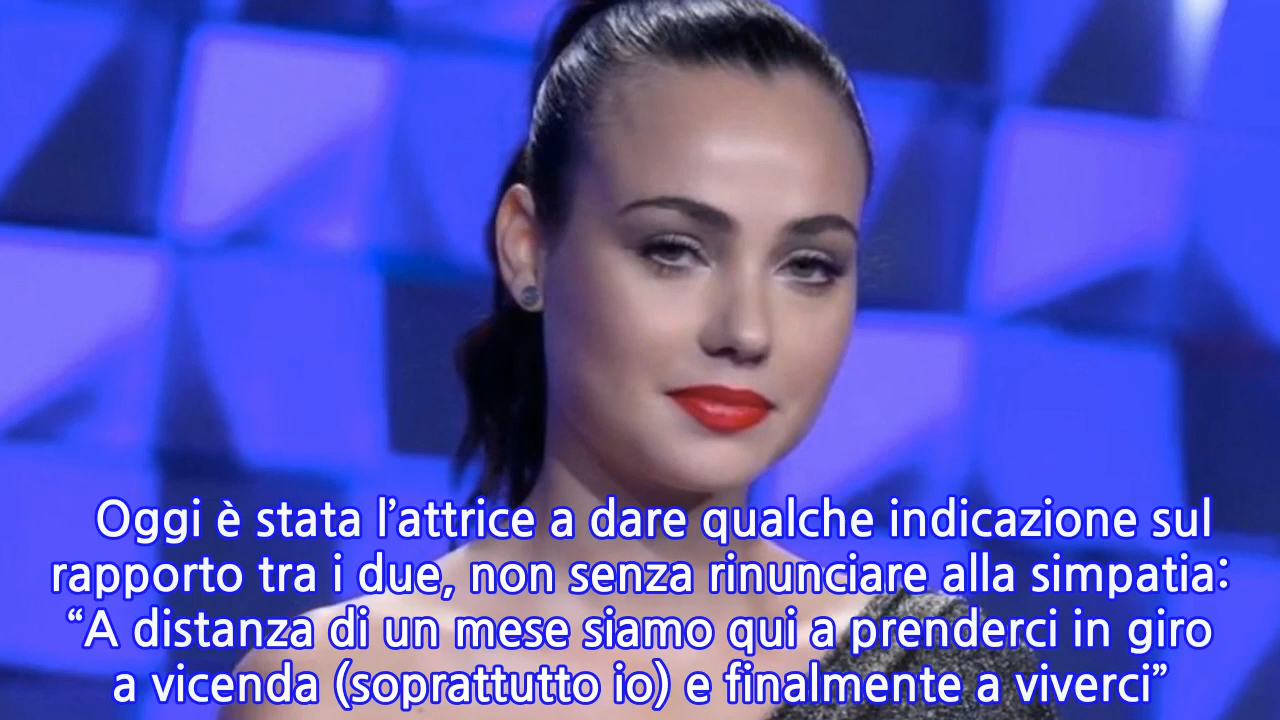 Oggi è stata l’attrice a dare qualche indicazione sul
rapporto tra i due, non senza rinunciare alla simpatia:
“A distanza di un mese siamo qui a prenderci in giro
a vicenda (soprattutto io) e finalmente a viverci”